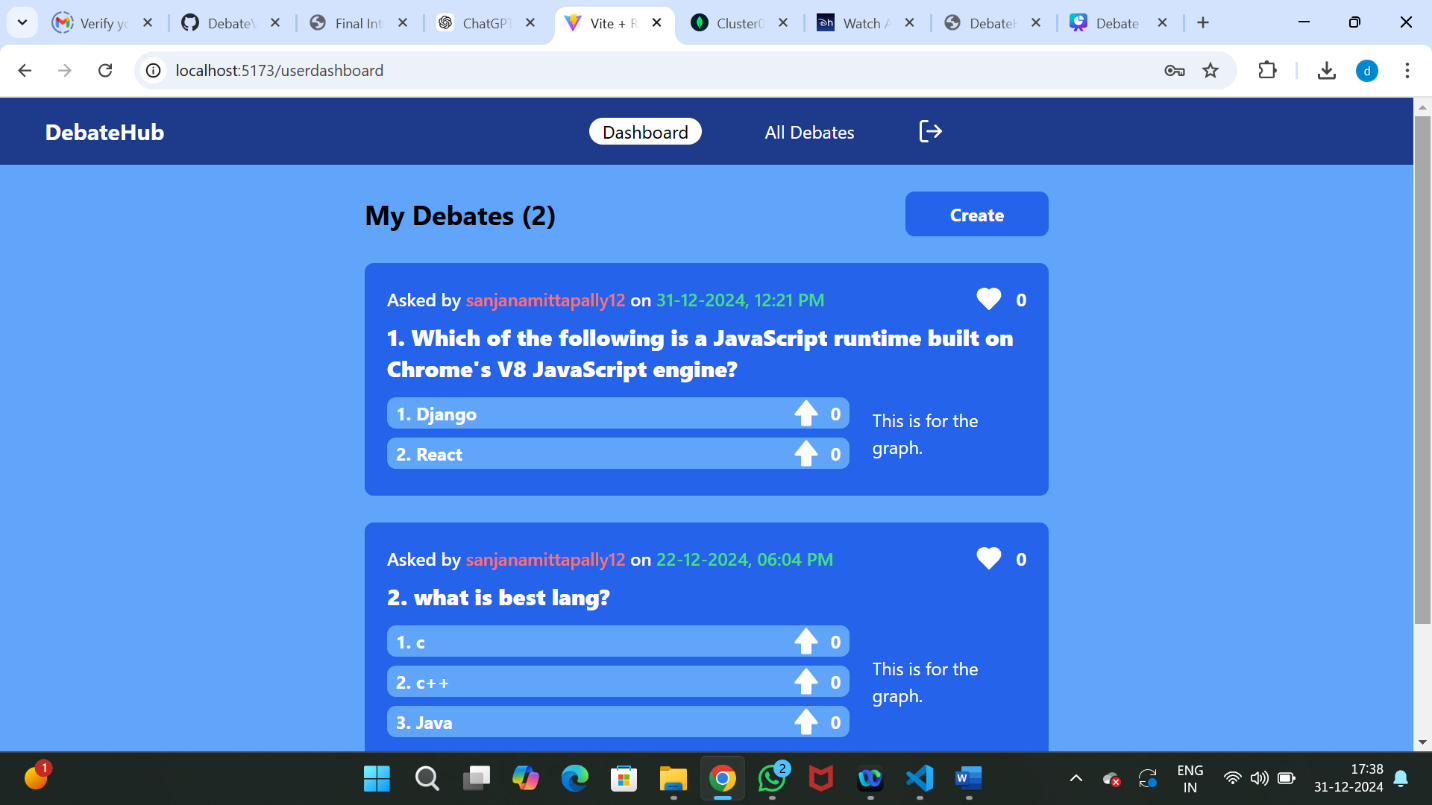 Verify yo
Debate
Final Int
ChatGPT
Vite + R
Cluster0
Watch A
DebateH
Debate
localhost:5173/userdashboard
d
DebateHub
Dashboard
All Debates
My Debates (2)
Create
Asked by sanjanamittapally12 on 31-12-2024, 12:21 PM
0
1. Which of the following is a JavaScript runtime built on
Chrome's V8 JavaScript engine?
1. Django
0
2. React
0
This is for the
graph.
Asked by sanjanamittapally12 on 22-12-2024, 06:04 PM
0
2. what is best lang?
1. c
0
2. c++
0
3. Java
0
This is for the
graph.
1
2
ENG
IN
17:38
31-12-2024